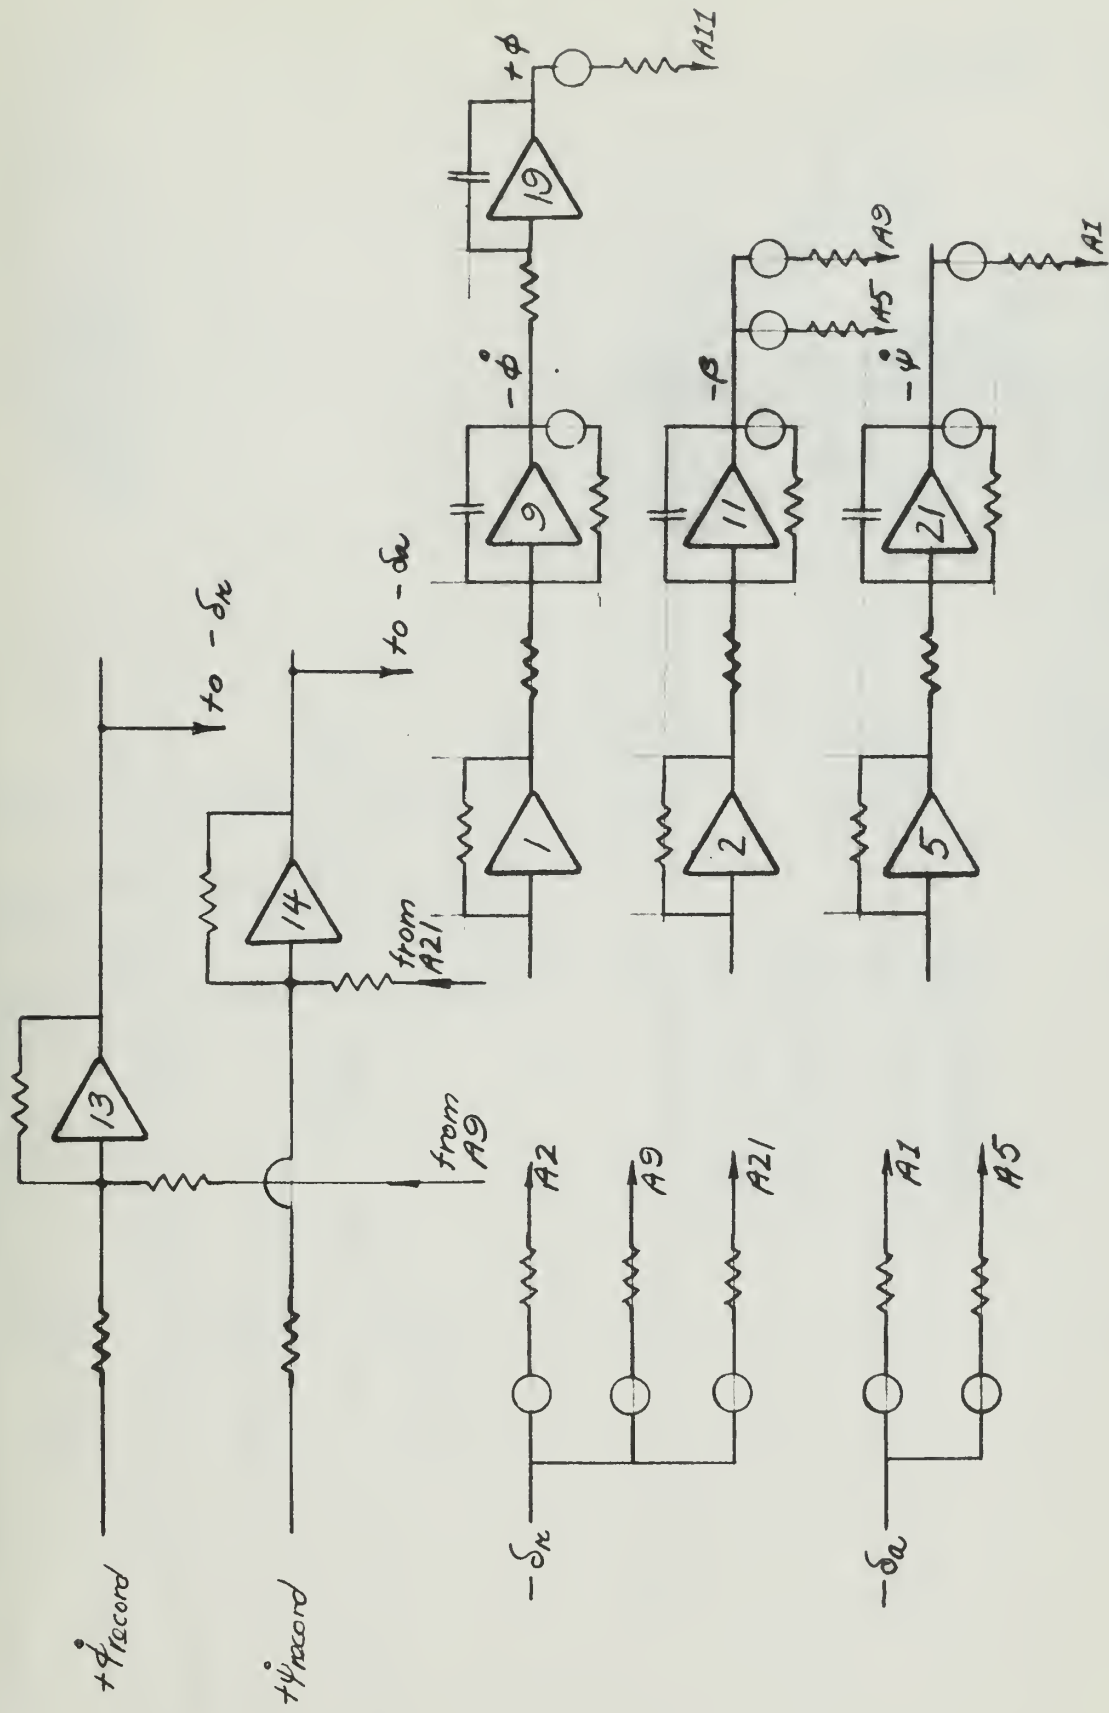 +φ̇record
13
to - δr
from
A9
+ψ̇record
14
to - δa
from
A21
- δr
A2
A9
A21
- δa
A1
A5
1
9
- φ̇
19
+ φ
A11
2
11
-β
A5
A9
5
21
- ψ̇
A1